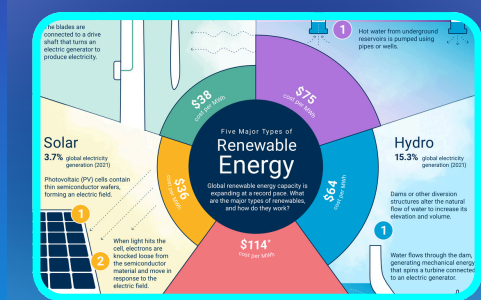 The blades are
connected to a drive
shaft that turns an
electric generator to
produce electricity.
1
Hot water from underground
reservoirs is pumped using
pipes or wells.
$38
cost per MWh
$75
cost per MWh
Five Major Types of
Renewable
Energy
Global renewable energy capacity is
expanding at a record pace. What
are the major types of renewables,
and how do they work?
Solar
3.7% global electricity
generation (2021)
Photovoltaic (PV) cells contain
thin semiconductor wafers,
forming an electric field.
1
2
When light hits the
cell, electrons are
knocked loose from
the semiconductor
material and move in
response to the
electric field.
$36
cost per MWh
$64
cost per MWh
$114*
cost per MWh
Hydro
15.3% global electricity
generation (2021)
Dams or other diversion
structures alter the natural
flow of water to increase its
elevation and volume.
1
Water flows through the dam,
generating mechanical energy
that spins a turbine connected
to an electric generator.